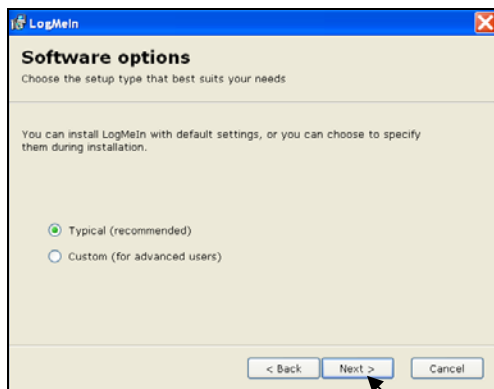 LogMeIn
Software options
Choose the setup type that best suits your needs
You can install LogMeIn with default settings, or you can choose to specify
them during installation.
Typical (recommended)
Custom (for advanced users)
< Back Next > Cancel